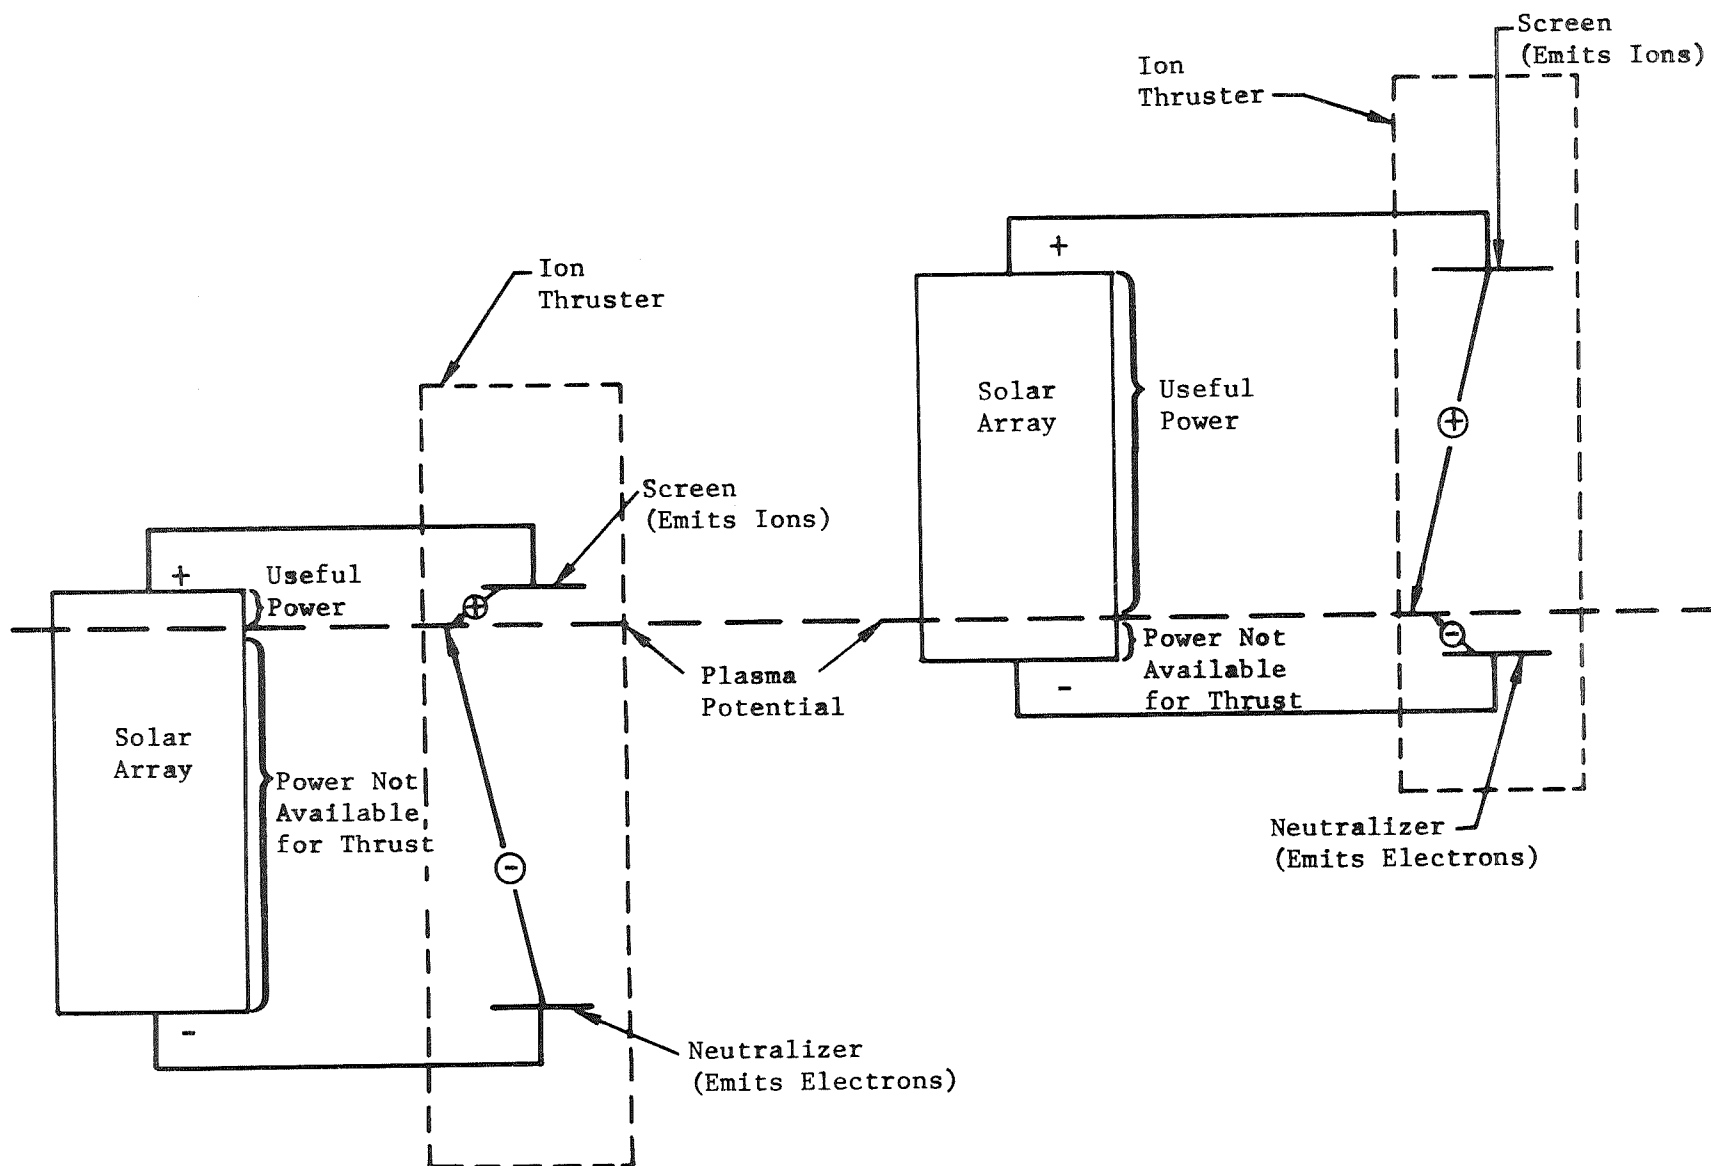 Ion
Thruster
Screen
(Emits Ions)
+
Useful
Power
+
Solar
Array
Power Not
Available
for Thrust
-
-
Neutralizer
(Emits Electrons)
Plasma
Potential
Screen
(Emits Ions)
Ion
Thruster
+
Solar
Array
Useful
Power
+
Power Not
Available
for Thrust
-
-
Neutralizer
(Emits Electrons)